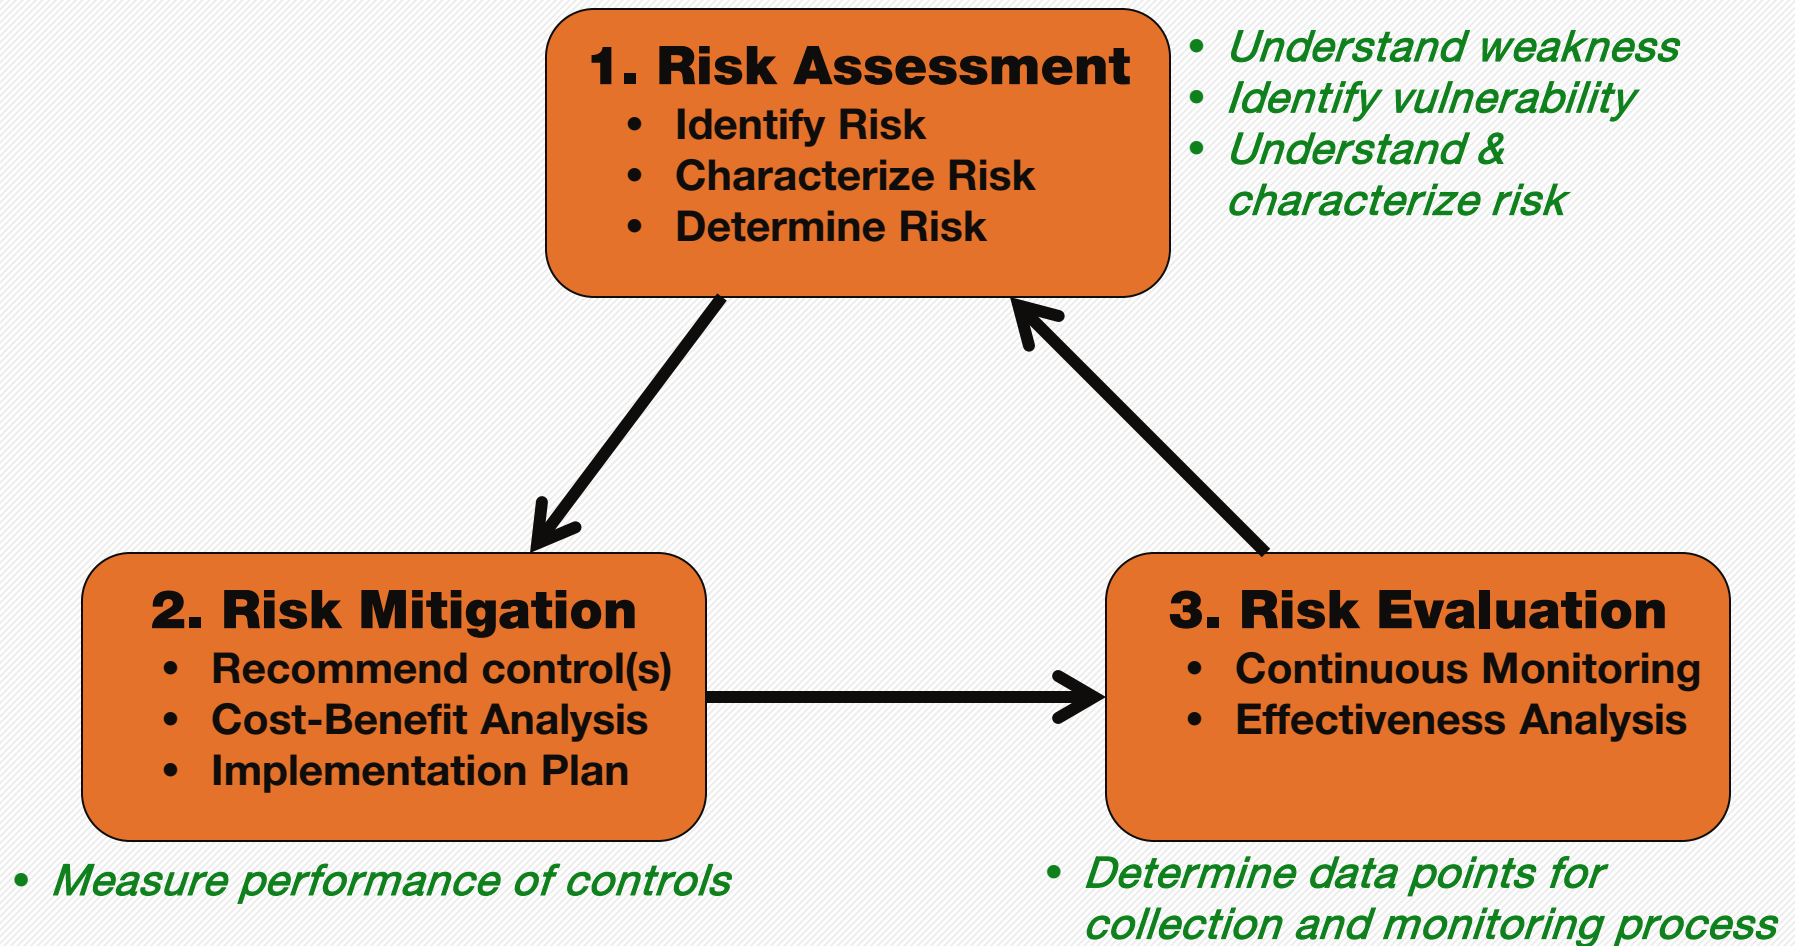 1. Risk Assessment
• Identify Risk
• Characterize Risk
• Determine Risk
• Understand weakness
• Identify vulnerability
• Understand &
characterize risk
2. Risk Mitigation
• Recommend control(s)
• Cost-Benefit Analysis
• Implementation Plan
• Measure performance of controls
3. Risk Evaluation
• Continuous Monitoring
• Effectiveness Analysis
• Determine data points for
collection and monitoring process